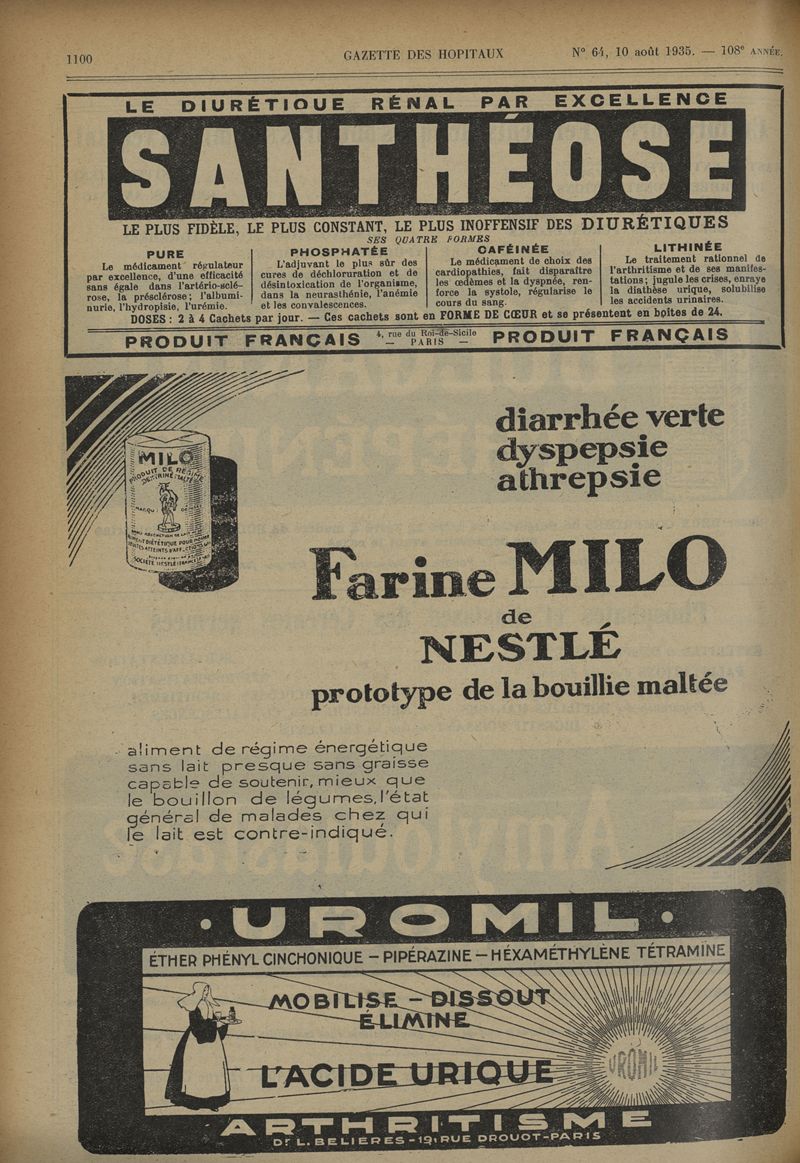 1100
GAZETTE DES HOPITAUX
N° 64, 10 août 1935. — 108e ANNÉE.
LE DIURÉTIQUE RÉNAL PAR EXCELLENCE
SANTHÉOSE
LE PLUS FIDÈLE, LE PLUS CONSTANT, LE PLUS INOFFENSIF DES DIURÉTIQUES
SES QUATRE FORMES
PURE
Le médicament régulateur
par excellence, d'une efficacité
sans égale dans l'artério-sclé-
rose, la présclérose; l'albumi-
nurie, l'hydropisie, l'urémie.
PHOSPHATÉE
L'adjuvant le plus sûr des
cures de déchloruration et de
désintoxication de l'organisme,
dans la neurasthénie, l'anémie
et les convalescences.
CAFÉINÉE
Le médicament de choix des
cardiopathies, fait disparaître
les œdèmes et la dyspnée, ren-
force la systole, régularise le
cours du sang.
LITHINÉE
Le traitement rationnel de
l'arthritisme et de ses manifes-
tations; jugule les crises, enraye
la diathèse urique, solubilise
les accidents urinaires.
DOSES : 2 à 4 Cachets par jour. — Ces cachets sont en FORME DE CŒUR et se présentent en boîtes de 24.
PRODUIT FRANÇAIS
4, rue du Roi-de-Sicile
— PARIS —
PRODUIT FRANÇAIS
diarrhée verte
dyspepsie
athrepsie
MILO
PRODUIT DE RÉGIME
DEXTRINÉ MALTÉ
Farine MILO
de
NESTLÉ
prototype de la bouillie maltée
aliment de régime énergétique
sans lait presque sans graisse
capable de soutenir, mieux que
le bouillon de légumes, l'état
général de malades chez qui
le lait est contre-indiqué.
• UROMIL •
ÉTHER PHÉNYL CINCHONIQUE — PIPÉRAZINE — HÉXAMÉTHYLÈNE TÉTRAMINE
MOBILISE — DISSOUT
ÉLIMINE
L'ACIDE URIQUE
UROMIL
ARTHRITISME
Dr L. BELIERES - 19, RUE DROUOT - PARIS